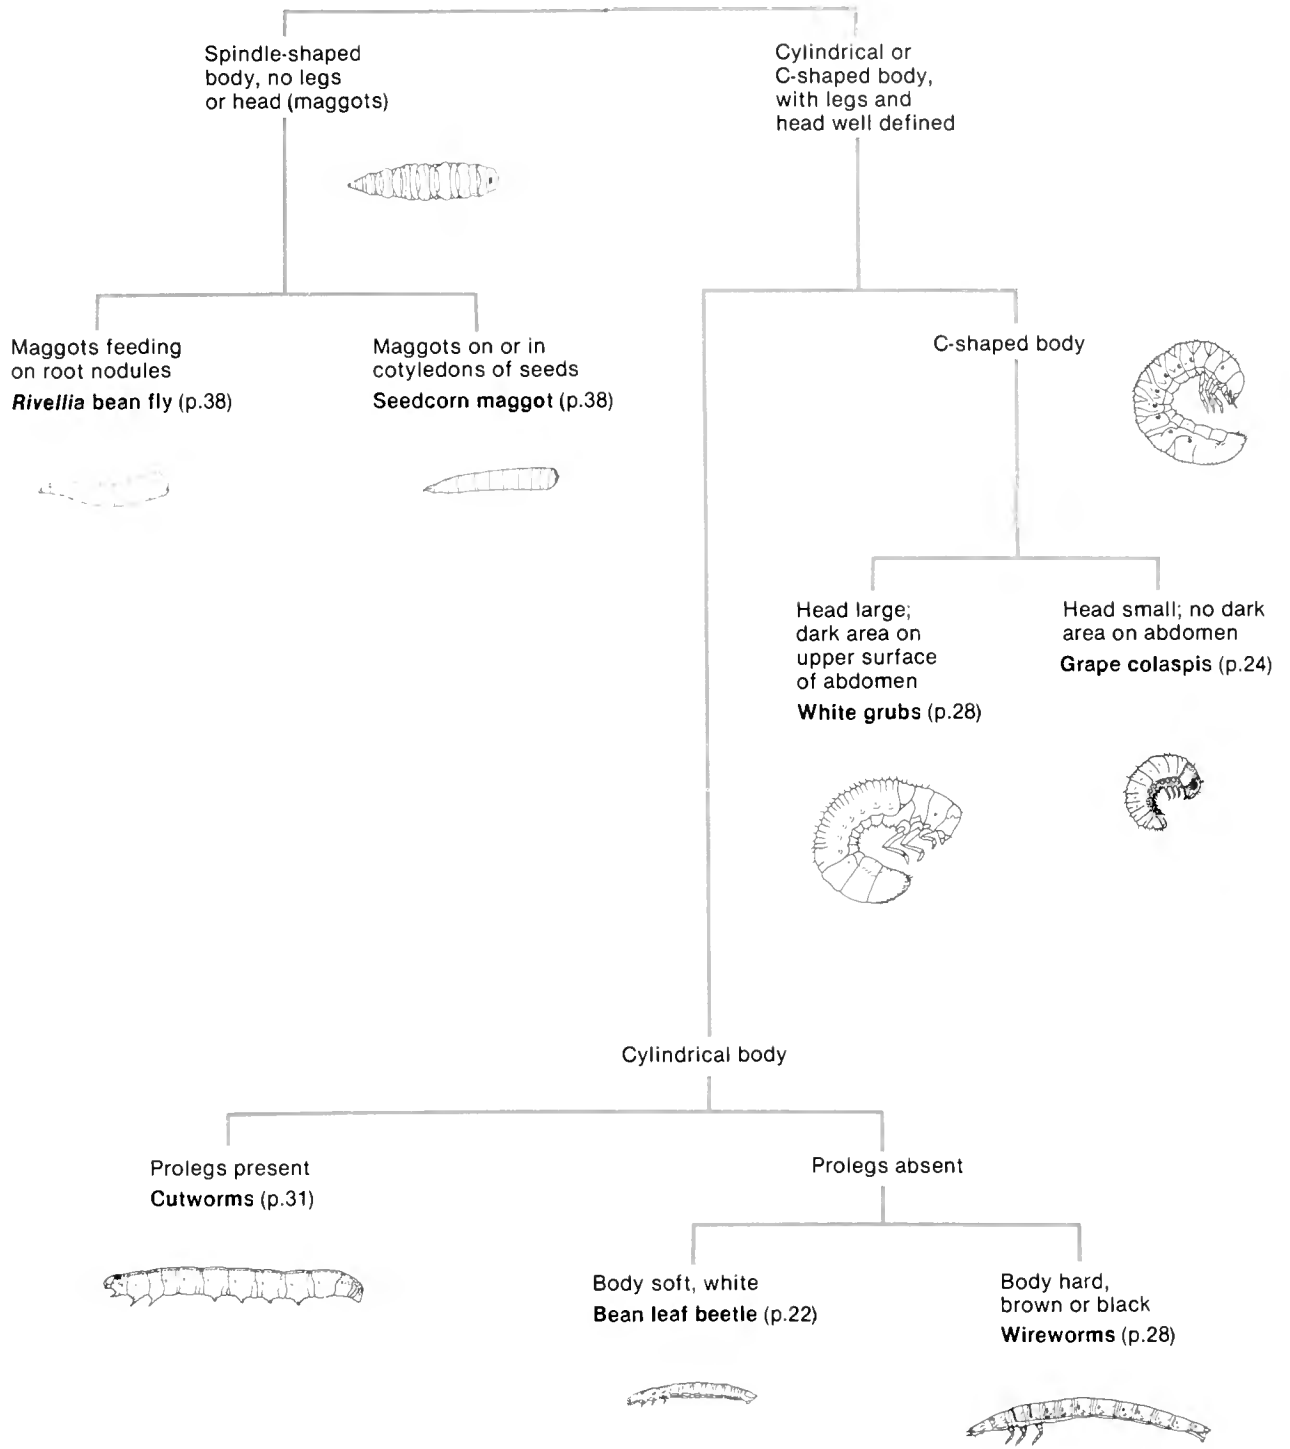 Spindle-shaped
body, no legs
or head (maggots)
Cylindrical or
C-shaped body,
with legs and
head well defined
Maggots feeding
on root nodules
Rivellia bean fly (p.38)
Maggots on or in
cotyledons of seeds
Seedcorn maggot (p.38)
C-shaped body
Head large;
dark area on
upper surface
of abdomen
White grubs (p.28)
Head small; no dark
area on abdomen
Grape colaspis (p.24)
Cylindrical body
Prolegs present
Cutworms (p.31)
Prolegs absent
Body soft, white
Bean leaf beetle (p.22)
Body hard,
brown or black
Wireworms (p.28)